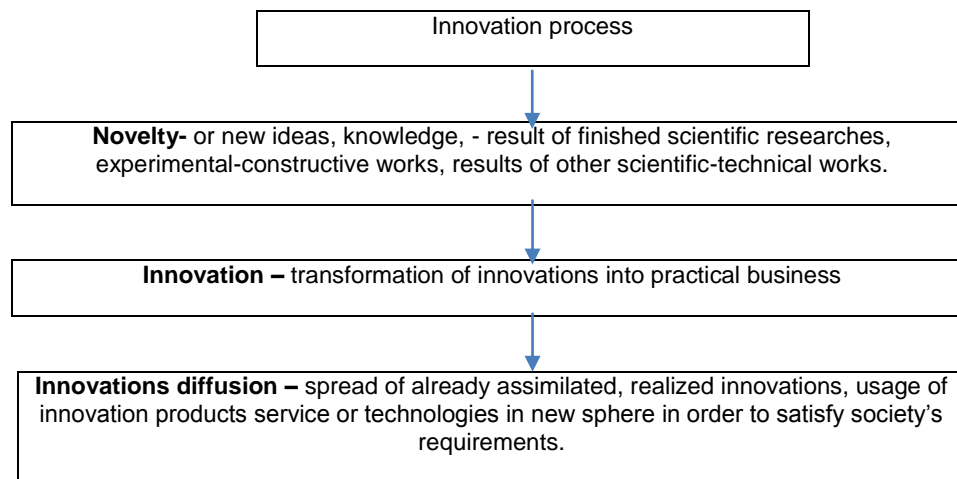 Innovation process
Novelty- or new ideas, knowledge, - result of finished scientific researches,
experimental-constructive works, results of other scientific-technical works.
Innovation – transformation of innovations into practical business
Innovations diffusion – spread of already assimilated, realized innovations, usage of
innovation products service or technologies in new sphere in order to satisfy society’s
requirements.